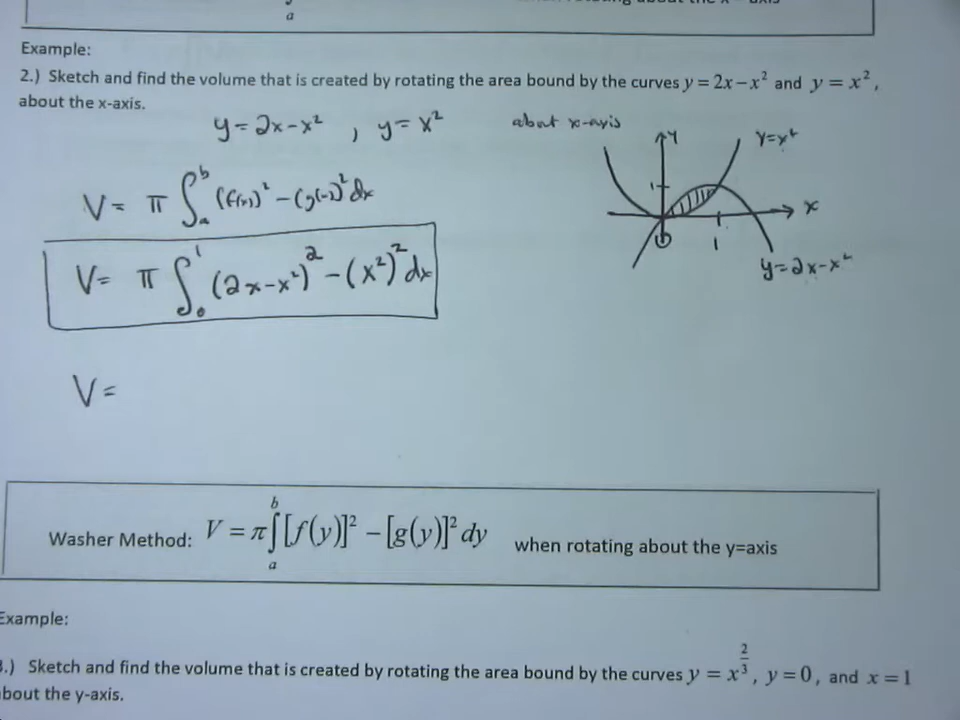 a
Example:
2.) Sketch and find the volume that is created by rotating the area bound by the curves y = 2x – x² and y = x²,
about the x-axis.
y = 2x - x² , y = x² about x-axis
V = π ∫ₐᵇ (f(x))² - (g(x))² dx
V = π ∫₀¹ (2x - x²)² - (x²)² dx
y
y = x²
1
x
1
y = 2x - x²
V =
Washer Method: V = π ∫ₐᵇ [f(y)]² – [g(y)]² dy when rotating about the y=axis
Example:
3.) Sketch and find the volume that is created by rotating the area bound by the curves y = x^{2/3}, y = 0, and x = 1
about the y-axis.